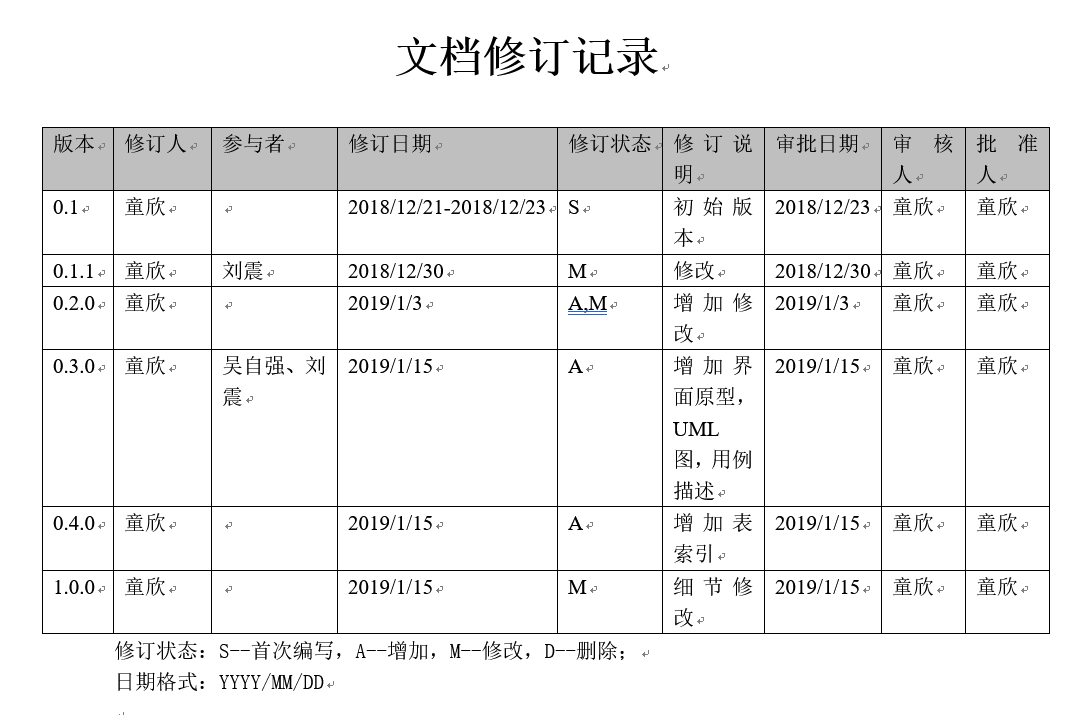 文档修订记录
版本 修订人 参与者 修订日期 修订状态 修订说明 审批日期 审核人 批准人
0.1 童欣 2018/12/21-2018/12/23 S 初始版本 2018/12/23 童欣 童欣
0.1.1 童欣 刘震 2018/12/30 M 修改 2018/12/30 童欣 童欣
0.2.0 童欣 2019/1/3 A,M 增加修改 2019/1/3 童欣 童欣
0.3.0 童欣 吴自强、刘震 2019/1/15 A 增加界面原型，UML图，用例描述 2019/1/15 童欣 童欣
0.4.0 童欣 2019/1/15 A 增加表索引 2019/1/15 童欣 童欣
1.0.0 童欣 2019/1/15 M 细节修改 2019/1/15 童欣 童欣
修订状态：S--首次编写，A--增加，M--修改，D--删除；
日期格式：YYYY/MM/DD